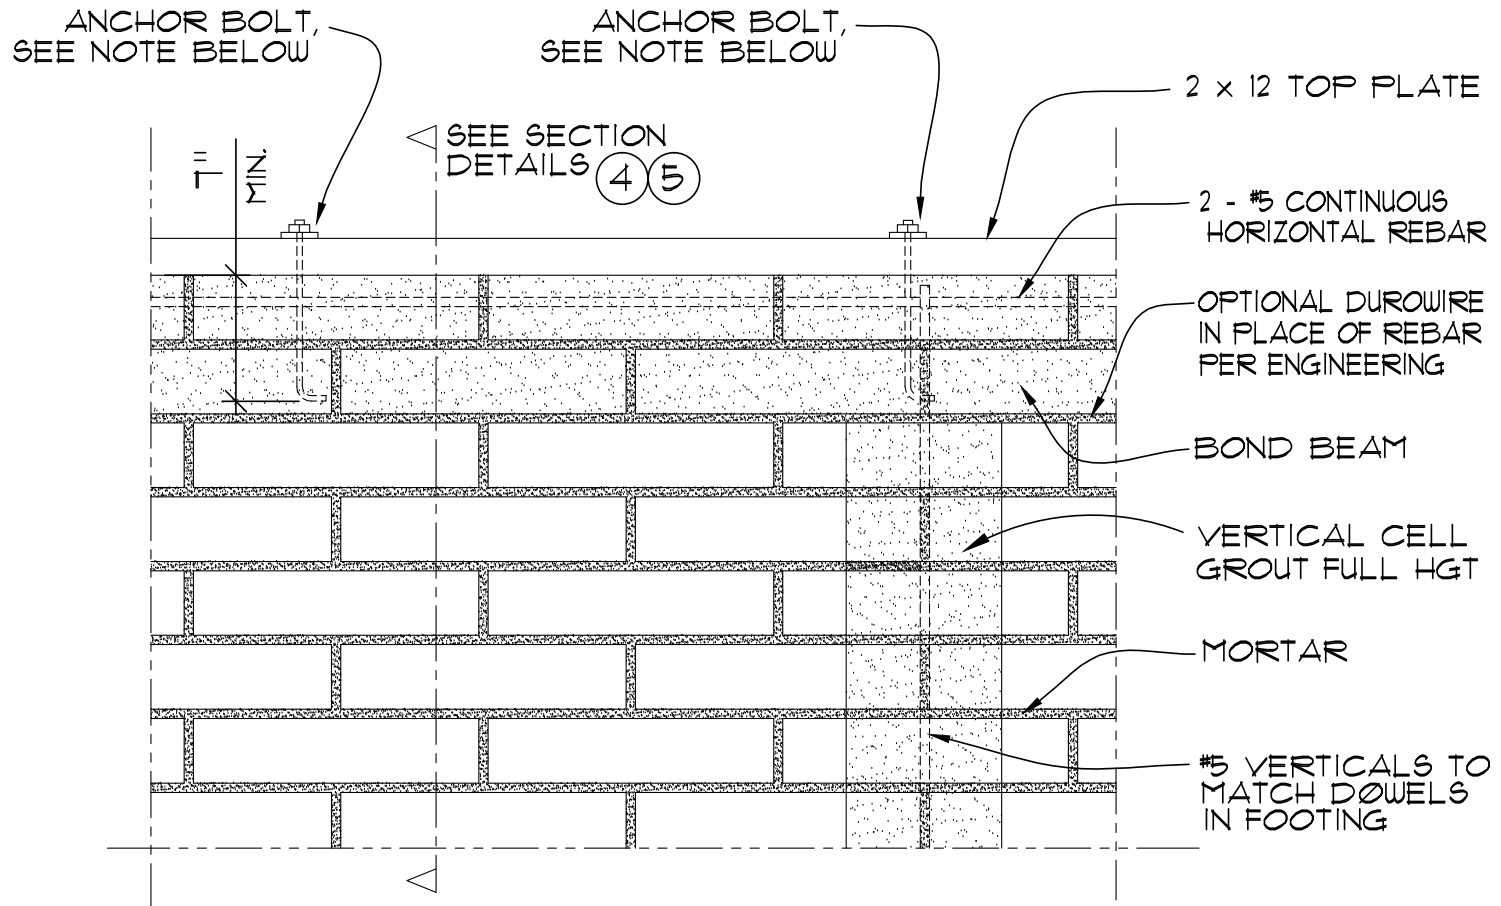 ANCHOR BOLT,
SEE NOTE BELOW
ANCHOR BOLT,
SEE NOTE BELOW
2 x 12 TOP PLATE
SEE SECTION
DETAILS 4 5
7"
MIN.
2 - #5 CONTINUOUS
HORIZONTAL REBAR
OPTIONAL DUROWIRE
IN PLACE OF REBAR
PER ENGINEERING
BOND BEAM
VERTICAL CELL
GROUT FULL HGT
MORTAR
#5 VERTICALS TO
MATCH DOWELS
IN FOOTING